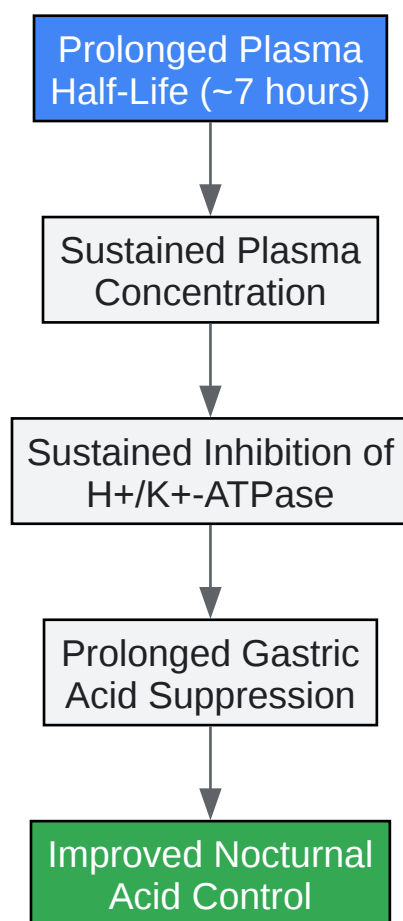 Prolonged Plasma
Half-Life (~7 hours)
Sustained Plasma
Concentration
Sustained Inhibition of
H+/K+-ATPase
Prolonged Gastric
Acid Suppression
Improved Nocturnal
Acid Control